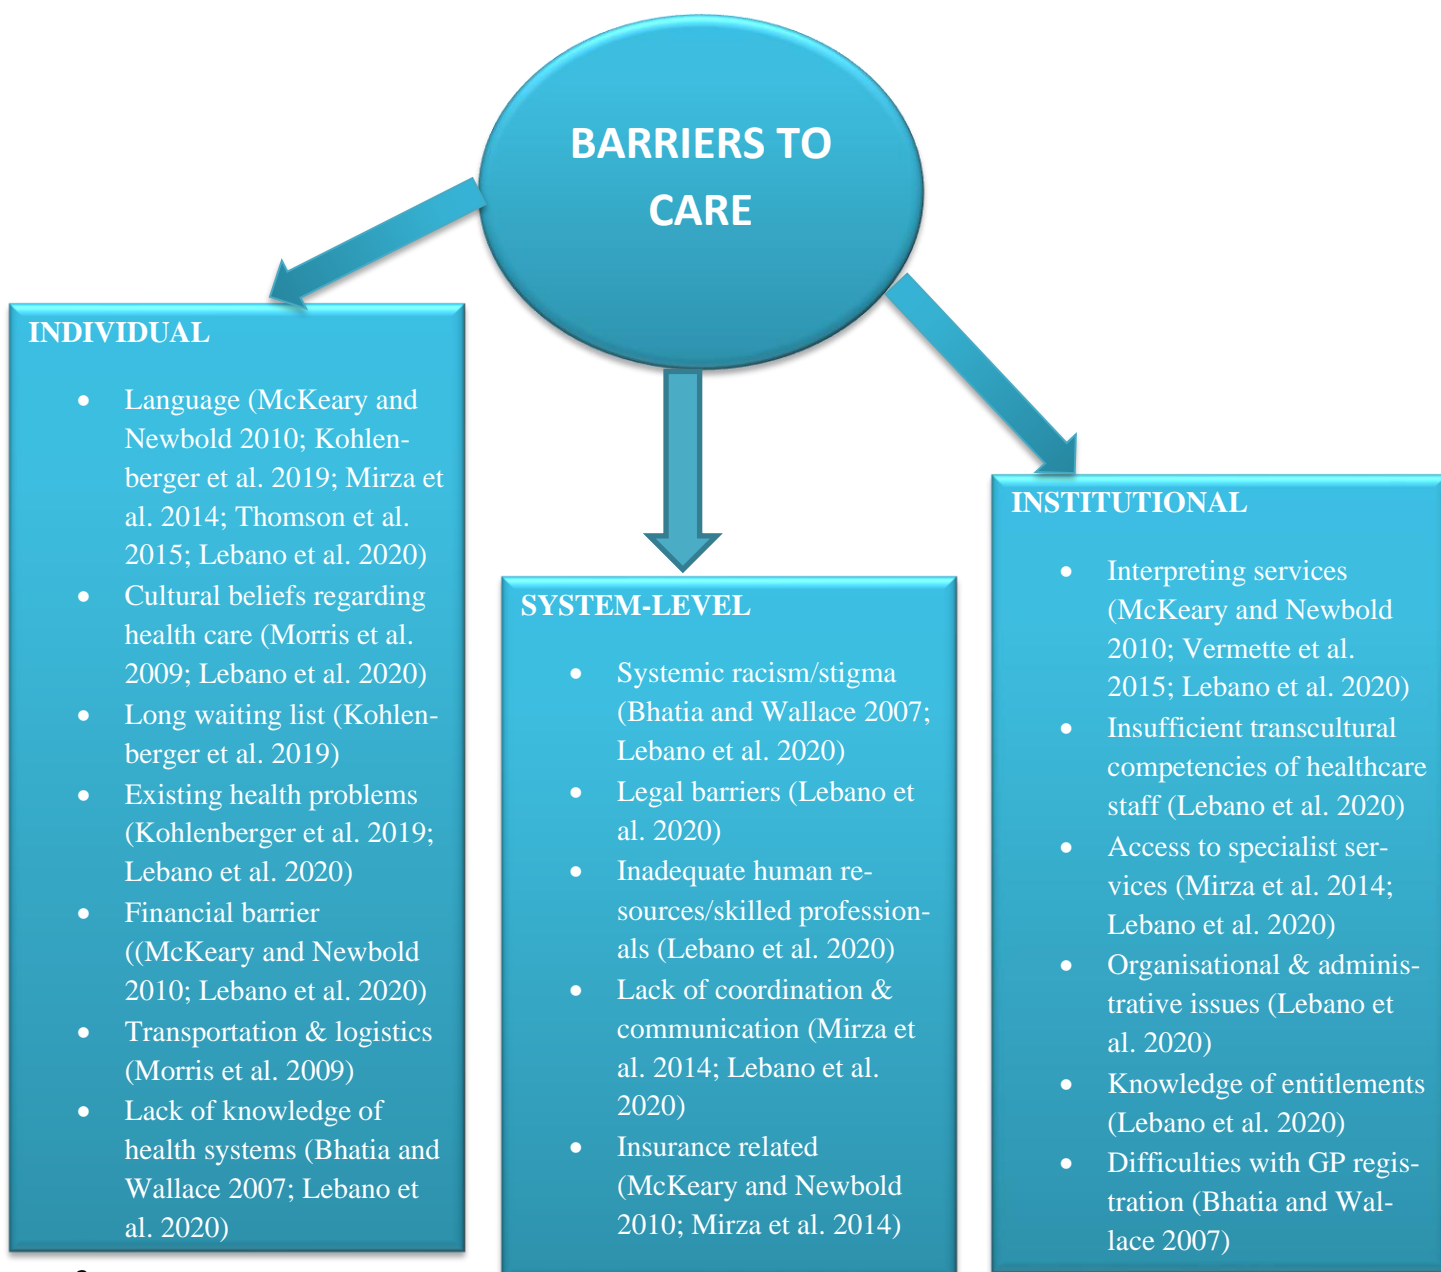 BARRIERS TO
CARE
INDIVIDUAL
• Language (McKeary and
Newbold 2010; Kohlen-
berger et al. 2019; Mirza et
al. 2014; Thomson et al.
2015; Lebano et al. 2020)
• Cultural beliefs regarding
health care (Morris et al.
2009; Lebano et al. 2020)
• Long waiting list (Kohlen-
berger et al. 2019)
• Existing health problems
(Kohlenberger et al. 2019;
Lebano et al. 2020)
• Financial barrier
((McKeary and Newbold
2010; Lebano et al. 2020)
• Transportation & logistics
(Morris et al. 2009)
• Lack of knowledge of
health systems (Bhatia and
Wallace 2007; Lebano et
al. 2020)
SYSTEM-LEVEL
• Systemic racism/stigma
(Bhatia and Wallace 2007;
Lebano et al. 2020)
• Legal barriers (Lebano et
al. 2020)
• Inadequate human re-
sources/skilled profession-
als (Lebano et al. 2020)
• Lack of coordination &
communication (Mirza et
al. 2014; Lebano et al.
2020)
• Insurance related
(McKeary and Newbold
2010; Mirza et al. 2014)
INSTITUTIONAL
• Interpreting services
(McKeary and Newbold
2010; Vermette et al.
2015; Lebano et al. 2020)
• Insufficient transcultural
competencies of healthcare
staff (Lebano et al. 2020)
• Access to specialist ser-
vices (Mirza et al. 2014;
Lebano et al. 2020)
• Organisational & adminis-
trative issues (Lebano et
al. 2020)
• Knowledge of entitlements
(Lebano et al. 2020)
• Difficulties with GP regis-
tration (Bhatia and Wal-
lace 2007)